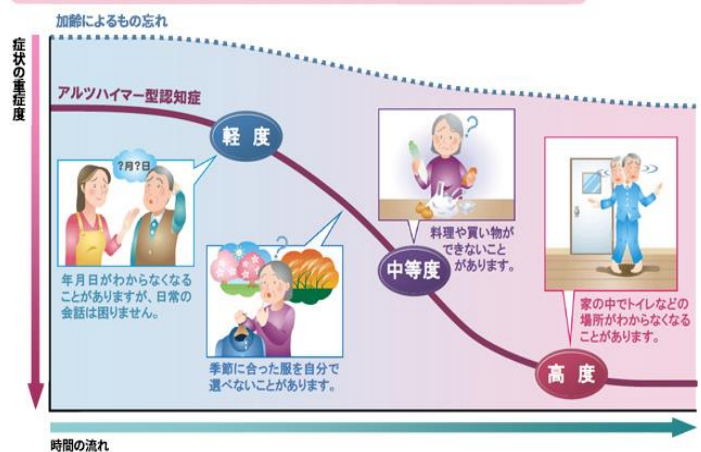 加齢によるもの忘れ
症状の重症度
アルツハイマー型認知症
軽度
?月?日
年月日がわからなくなる
ことがありますが、日常の
会話は困りません。
?
季節に合った服を自分で
選べないことがあります。
?
料理や買い物が
できないこと
があります。
中等度
家の中でトイレなどの
場所がわからなくなる
ことがあります。
高度
時間の流れ